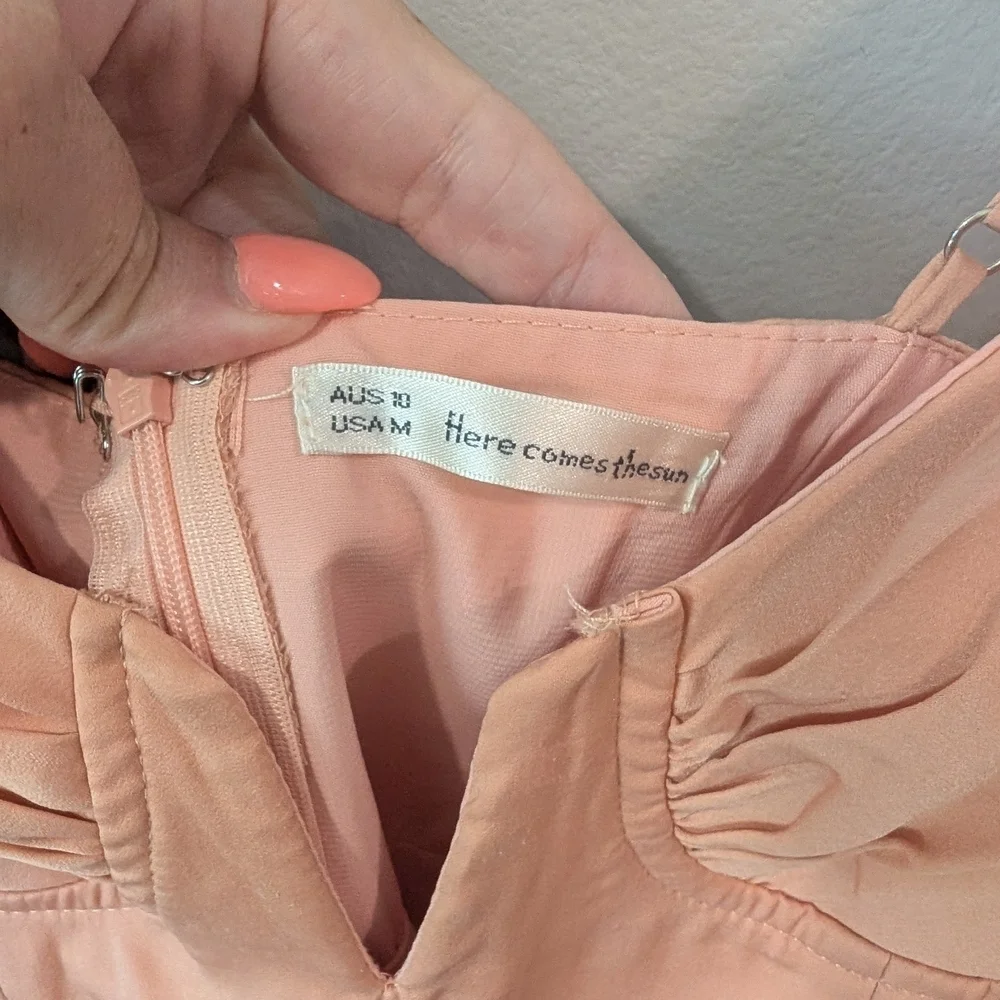 AUS 10
USA M
Here comes the sun